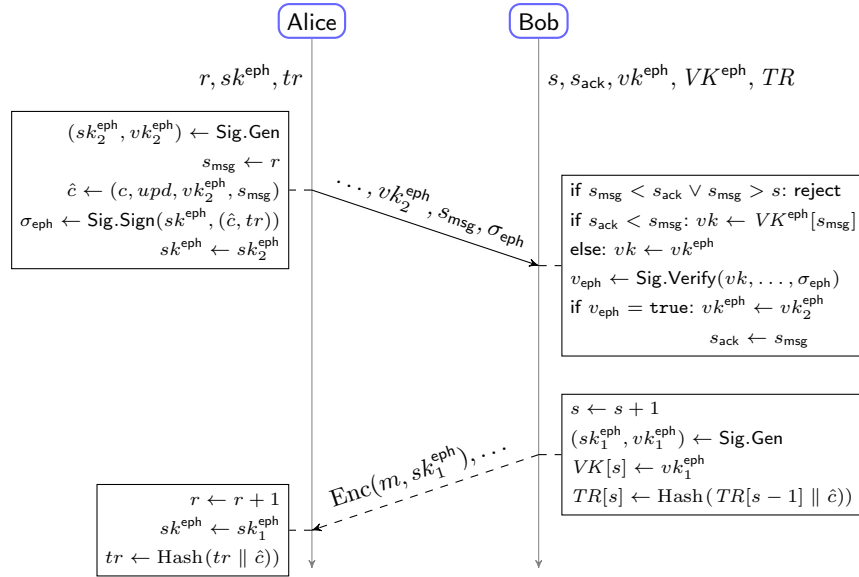 Alice
Bob
r, sk^eph, tr
s, s_ack, vk^eph, VK^eph, TR
(sk_2^eph, vk_2^eph) ← Sig.Gen
s_msg ← r
ĉ ← (c, upd, vk_2^eph, s_msg)
σ_eph ← Sig.Sign(sk^eph, (ĉ, tr))
sk^eph ← sk_2^eph
..., vk_2^eph, s_msg, σ_eph
if s_msg < s_ack ∨ s_msg > s: reject
if s_ack < s_msg: vk ← VK^eph[s_msg]
else: vk ← vk^eph
v_eph ← Sig.Verify(vk, . . . , σ_eph)
if v_eph = true: vk^eph ← vk_2^eph
s_ack ← s_msg
s ← s + 1
(sk_1^eph, vk_1^eph) ← Sig.Gen
VK[s] ← vk_1^eph
TR[s] ← Hash(TR[s − 1] ∥ ĉ))
Enc(m, sk_1^eph), ...
r ← r + 1
sk^eph ← sk_1^eph
tr ← Hash(tr ∥ ĉ))